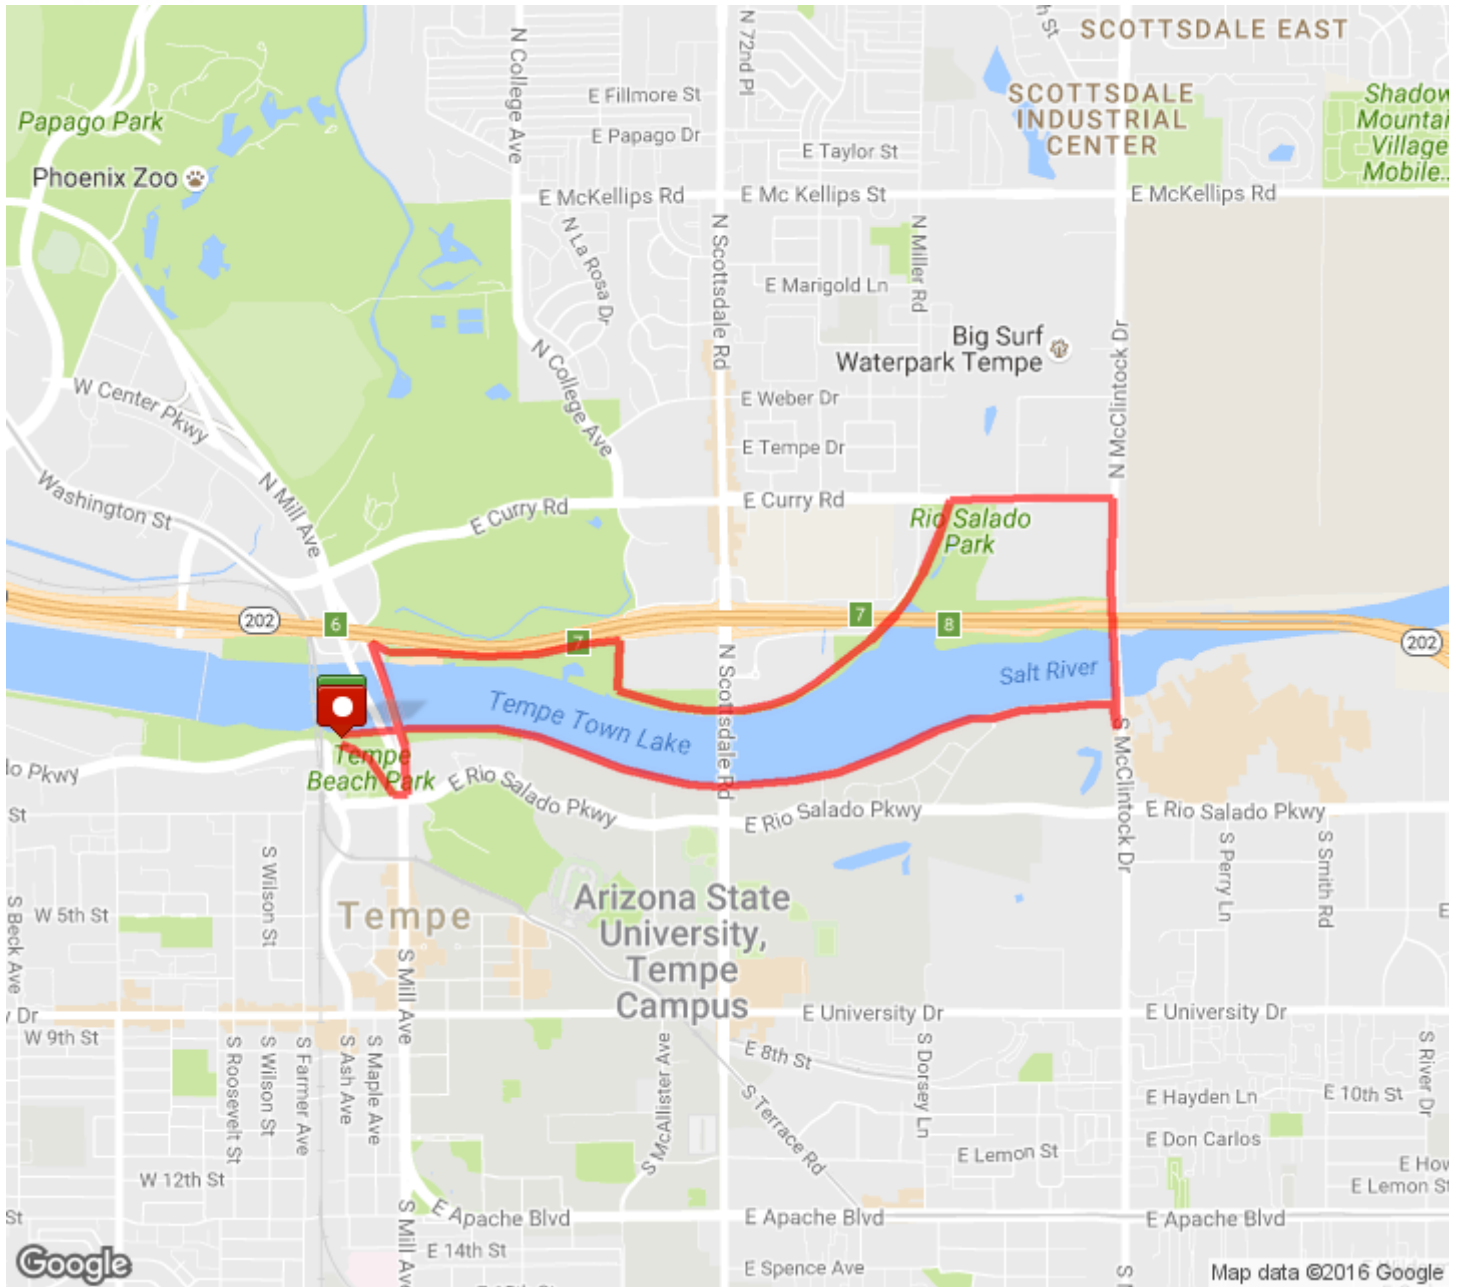 SCOTTSDALE EAST
N College Ave
N 72nd Pl
h St
Papago Park
Phoenix Zoo
E Fillmore St
E Papago Dr
E Taylor St
SCOTTSDALE
INDUSTRIAL
CENTER
Shadow
Mountai
Village
Mobile..
E McKellips Rd
E Mc Kellips St
E McKellips Rd
N La Rosa Dr
N Scottsdale Rd
N Miller Rd
E Marigold Ln
Big Surf
Waterpark Tempe
N McClintock Dr
N College Ave
W Center Pkwy
E Weber Dr
E Tempe Dr
Washington St
N Mill Ave
E Curry Rd
E Curry Rd
Rio Salado
Park
202
6
7
7
8
202
Salt River
Tempe Town Lake
N Scottsdale Rd
S McClintock Dr
lo Pkwy
Tempe
Beach Park
E Rio Salado Pkwy
E Rio Salado Pkwy
E Rio Salado Pkwy
St
S Wilson St
S Perry Ln
S Smith Rd
S Beck Ave
W 5th St
Tempe
Arizona State
University,
Tempe
Campus
E
S Mill Ave
y Dr
W 9th St
E University Dr
E University Dr
S Roosevelt St
S Wilson St
S Farmer Ave
S Ash Ave
S Maple Ave
S McAllister Ave
E 8th St
S Dorsey Ln
S River Dr
S Terrace Rd
E Hayden Ln
E 10th St
E Don Carlos
E Lemon St
E Hov
E Lemon St
W 12th St
St
S Mill Ave
E Apache Blvd
E Apache Blvd
E Apache Blvd
E 14th St
E Spence Ave
S
Google
Map data ©2016 Google